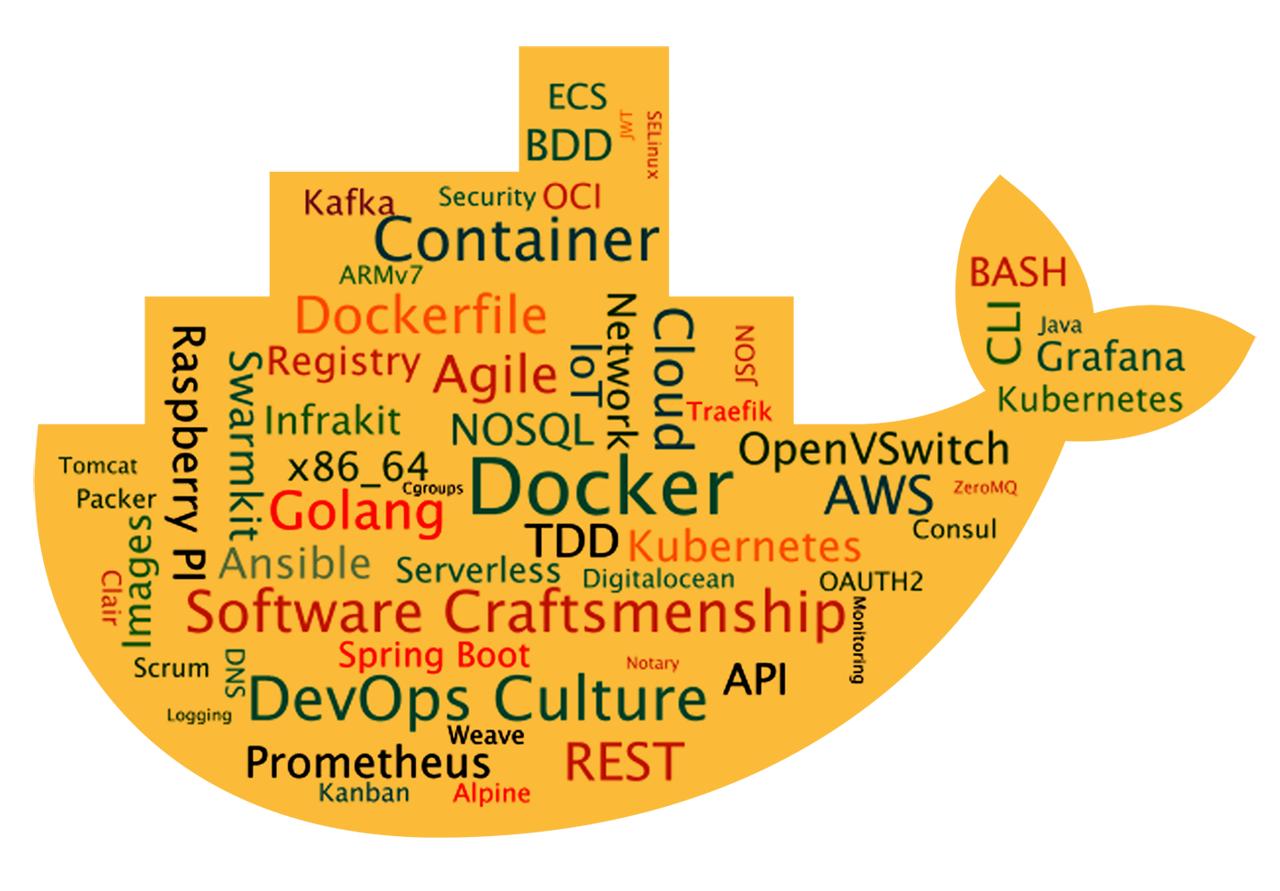 ECS
JWT
SELinux
BDD
Kafka
Security
OCI
Container
ARMv7
Dockerfile
Network
Cloud
Raspberry PI
Swarmkit
Registry
Agile
IoT
JSON
Traefik
Infrakit
NOSQL
BASH
CLI
Java
Grafana
Kubernetes
Tomcat
x86_64
Docker
OpenVSwitch
Packer
Cgroups
Golang
AWS
ZeroMQ
Images
TDD
Kubernetes
Consul
Clair
Ansible
Serverless
Digitalocean
OAUTH2
Software Craftsmenship
Monitoring
Scrum
DNS
Spring Boot
Notary
API
Logging
DevOps Culture
Weave
Prometheus
REST
Kanban
Alpine